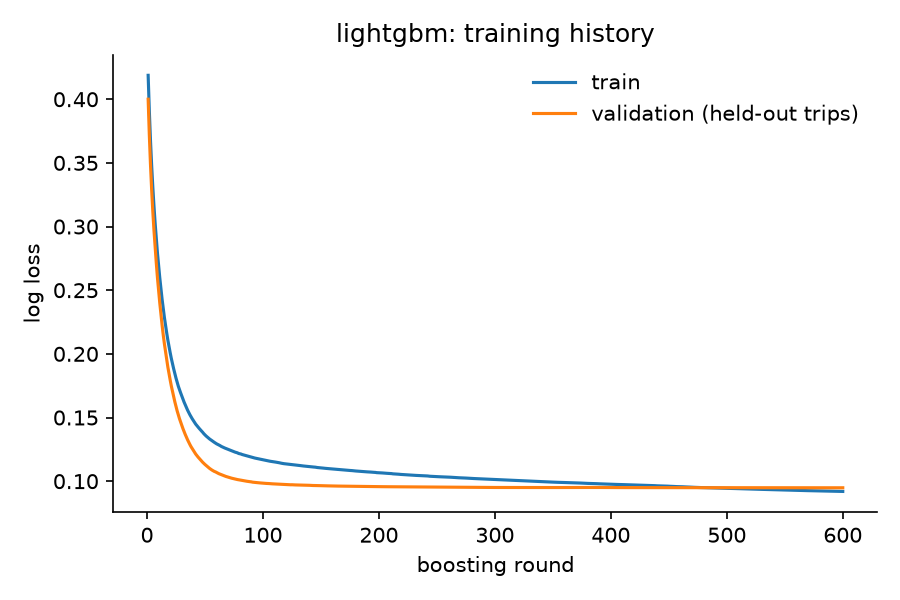 lightgbm: training history
train
validation (held-out trips)
log loss
0.40
0.35
0.30
0.25
0.20
0.15
0.10
0
100
200
300
400
500
600
boosting round